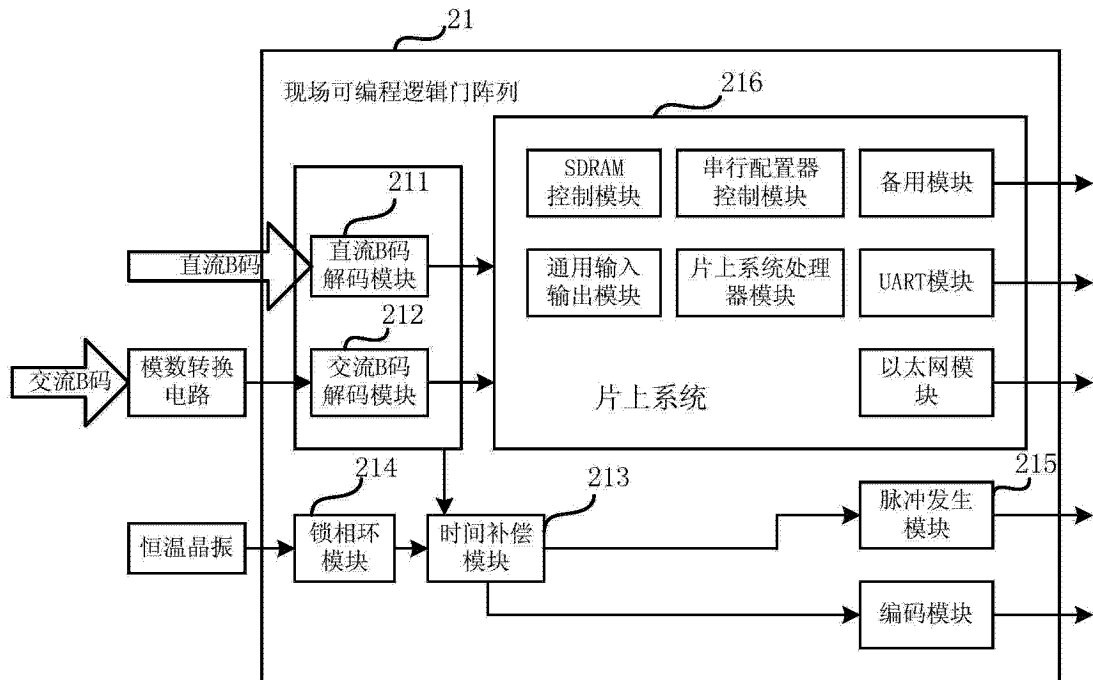 21
现场可编程逻辑门阵列
216
SDRAM
控制模块
串行配置器
控制模块
备用模块
211
直流B码
直流B码
解码模块
通用输入
输出模块
片上系统处理
器模块
UART模块
212
交流B码
模数转换
电路
交流B码
解码模块
片上系统
以太网模
块
214
213
215
恒温晶振
锁相环
模块
时间补偿
模块
脉冲发生
模块
编码模块